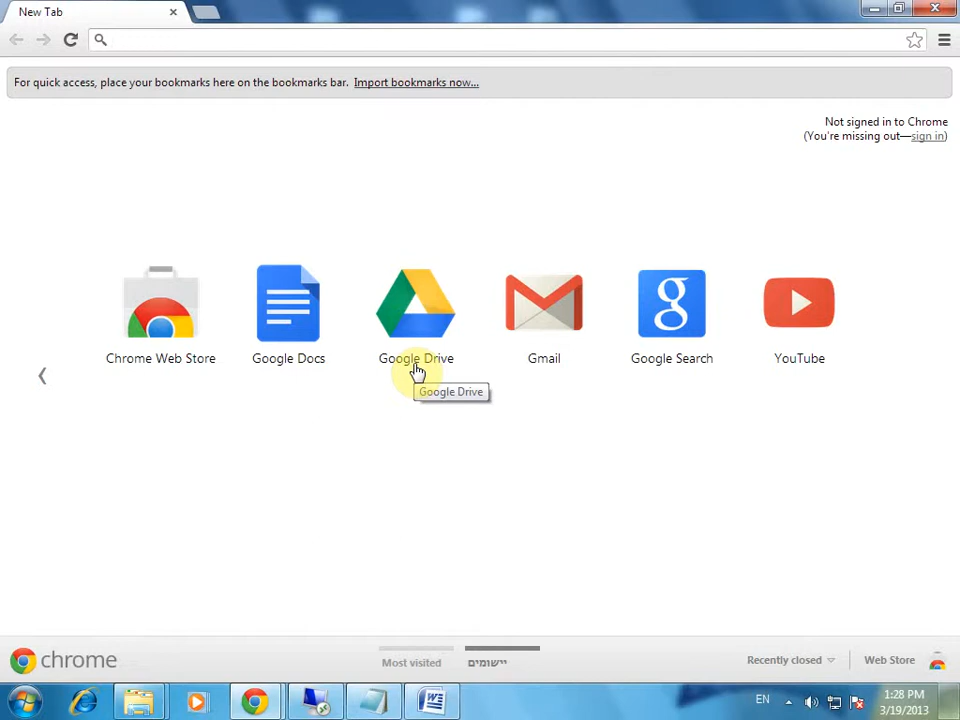 New Tab
For quick access, place your bookmarks here on the bookmarks bar. Import bookmarks now...
Not signed in to Chrome
(You're missing out—sign in)
Chrome Web Store
Google Docs
Google Drive
Gmail
Google Search
YouTube
Google Drive
chrome
Most visited
יישומים
Recently closed
Web Store
EN
1:28 PM
3/19/2013